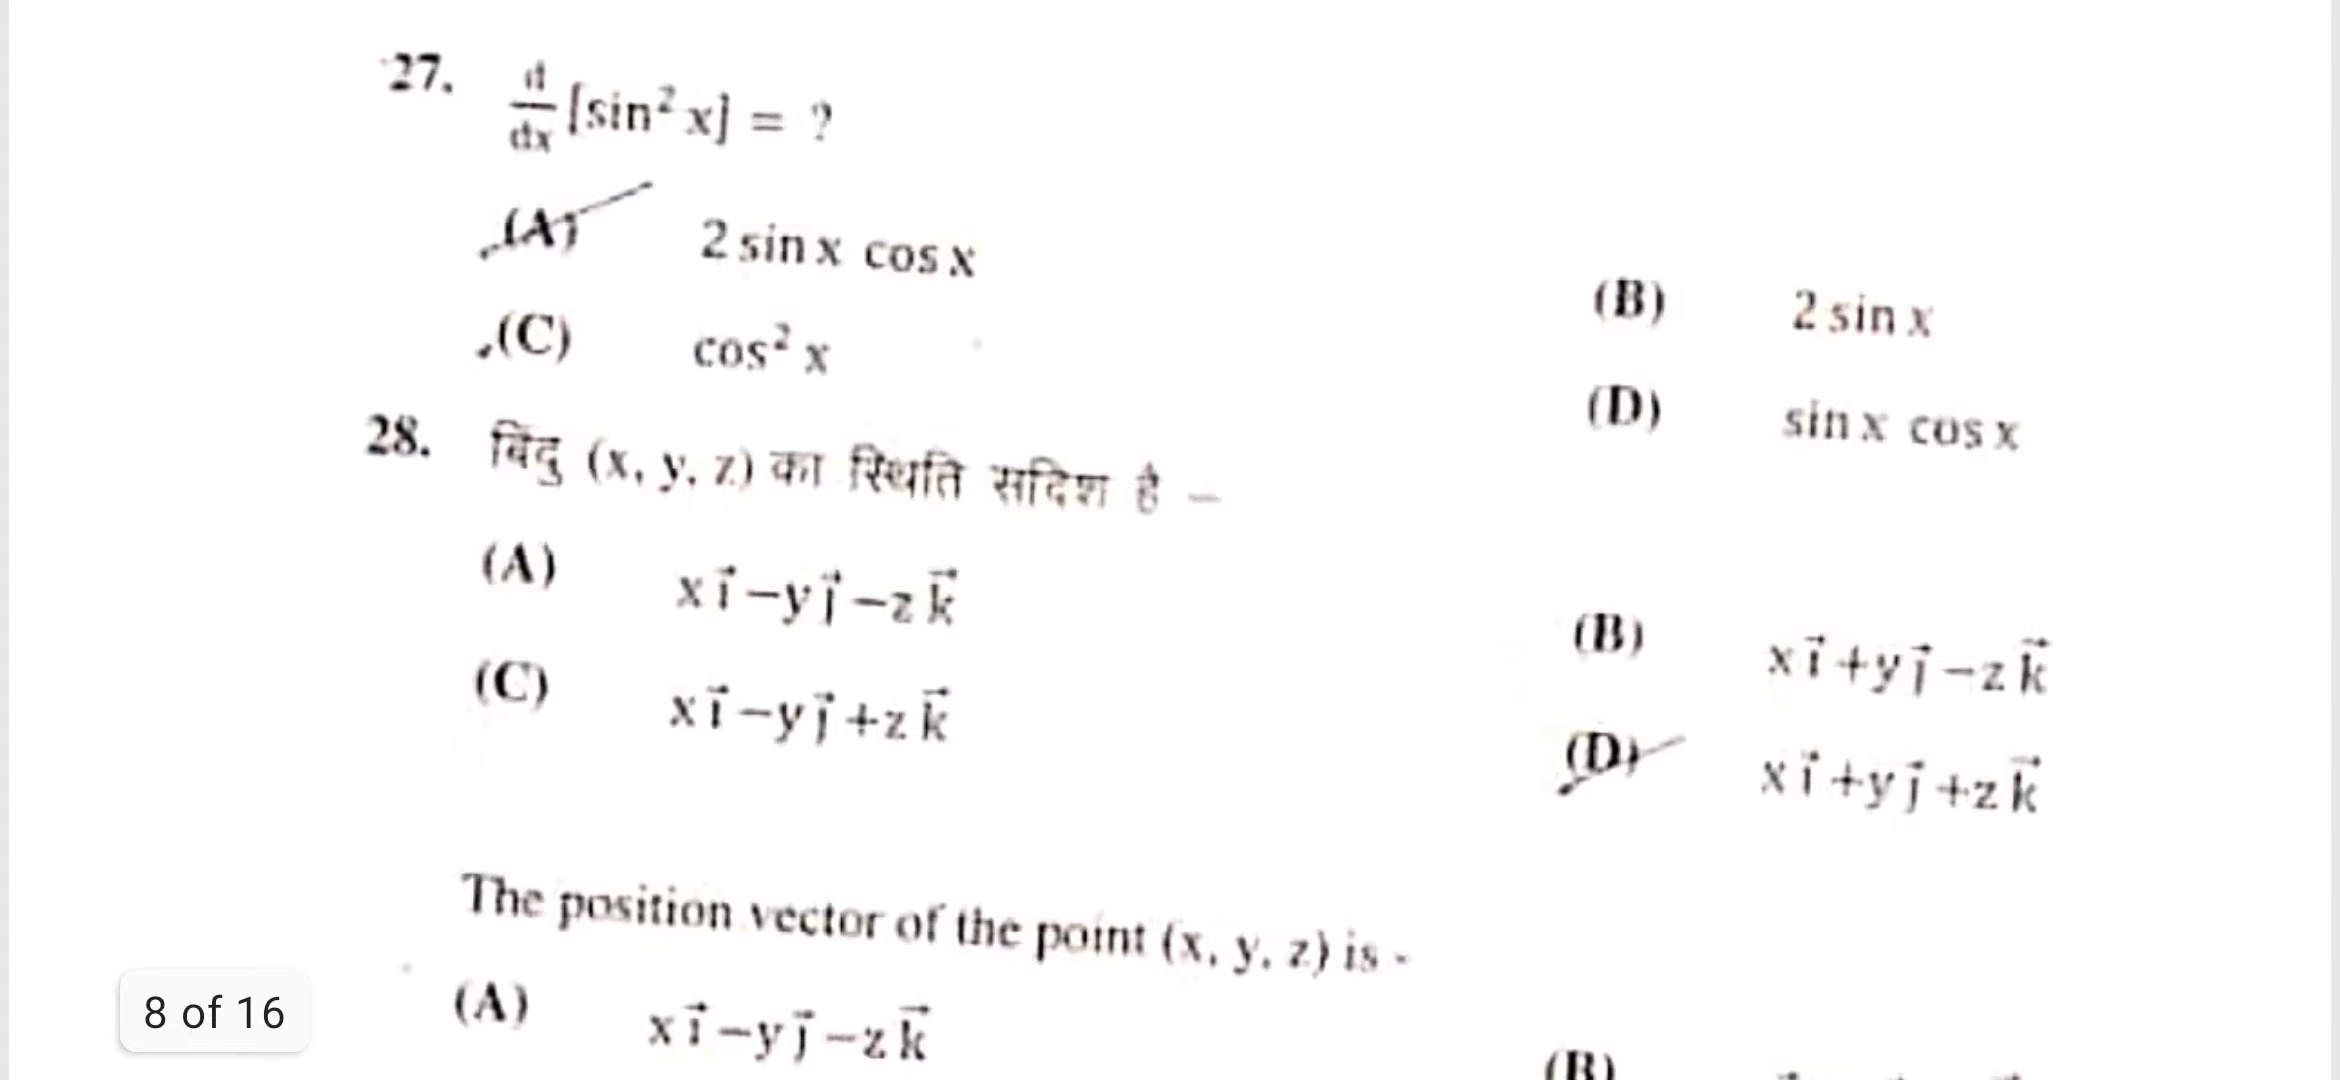 27. d/dx [sin² x] = ?
(A) 2 sin x cos x
(B) 2 sin x
(C) cos² x
(D) sin x cos x
28. बिंदु (x, y, z) का स्थिति सदिश है –
(A) x i⃗ − y j⃗ − z k⃗
(B) x i⃗ + y j⃗ − z k⃗
(C) x i⃗ − y j⃗ + z k⃗
(D) x i⃗ + y j⃗ + z k⃗
The position vector of the point (x, y, z) is -
(A) x i⃗ − y j⃗ − z k⃗
(B)
8 of 16